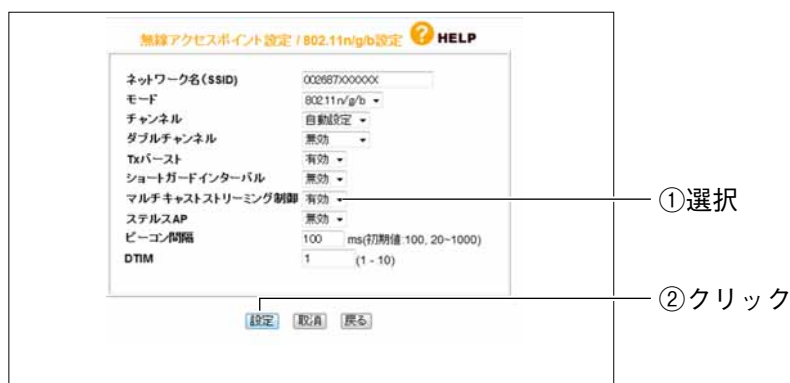 無線アクセスポイント設定 / 802.11n/g/b設定 ? HELP
ネットワーク名(SSID) 002687XXXXXX
モード 802.11n/g/b
チャンネル 自動設定
ダブルチャンネル 無効
Txバースト 有効
ショートガードインターバル 無効
マルチキャストストリーミング制御 有効
ステルスAP 無効
ビーコン間隔 100 ms(初期値:100, 20~1000)
DTIM 1 (1 - 10)
①選択
②クリック
設定 取消 戻る